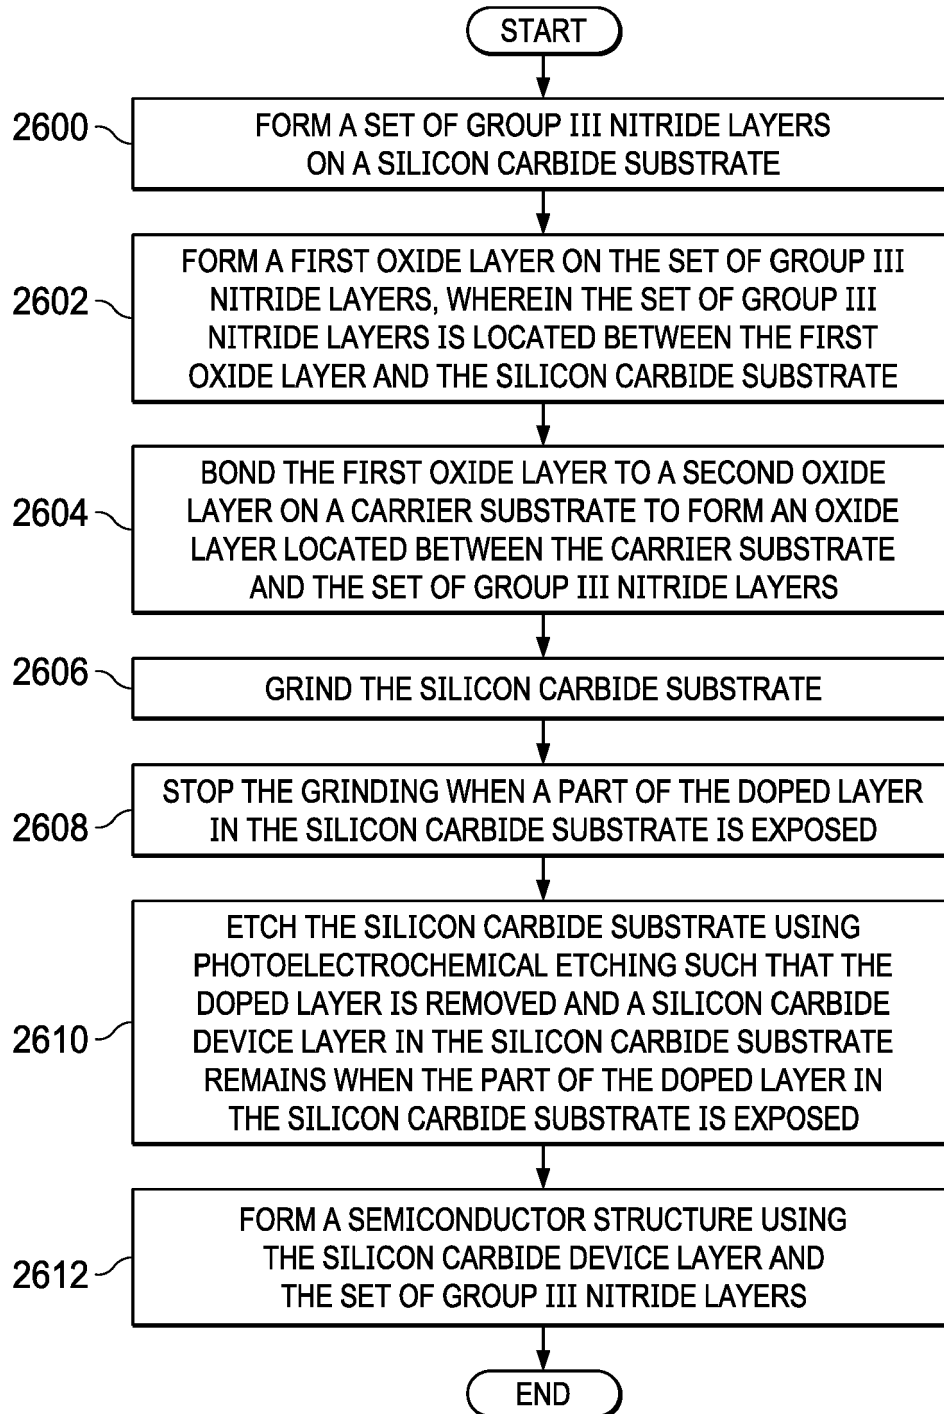 START
2600
FORM A SET OF GROUP III NITRIDE LAYERS
ON A SILICON CARBIDE SUBSTRATE
2602
FORM A FIRST OXIDE LAYER ON THE SET OF GROUP III
NITRIDE LAYERS, WHEREIN THE SET OF GROUP III
NITRIDE LAYERS IS LOCATED BETWEEN THE FIRST
OXIDE LAYER AND THE SILICON CARBIDE SUBSTRATE
2604
BOND THE FIRST OXIDE LAYER TO A SECOND OXIDE
LAYER ON A CARRIER SUBSTRATE TO FORM AN OXIDE
LAYER LOCATED BETWEEN THE CARRIER SUBSTRATE
AND THE SET OF GROUP III NITRIDE LAYERS
2606
GRIND THE SILICON CARBIDE SUBSTRATE
2608
STOP THE GRINDING WHEN A PART OF THE DOPED LAYER
IN THE SILICON CARBIDE SUBSTRATE IS EXPOSED
2610
ETCH THE SILICON CARBIDE SUBSTRATE USING
PHOTOELECTROCHEMICAL ETCHING SUCH THAT THE
DOPED LAYER IS REMOVED AND A SILICON CARBIDE
DEVICE LAYER IN THE SILICON CARBIDE SUBSTRATE
REMAINS WHEN THE PART OF THE DOPED LAYER IN
THE SILICON CARBIDE SUBSTRATE IS EXPOSED
2612
FORM A SEMICONDUCTOR STRUCTURE USING
THE SILICON CARBIDE DEVICE LAYER AND
THE SET OF GROUP III NITRIDE LAYERS
END